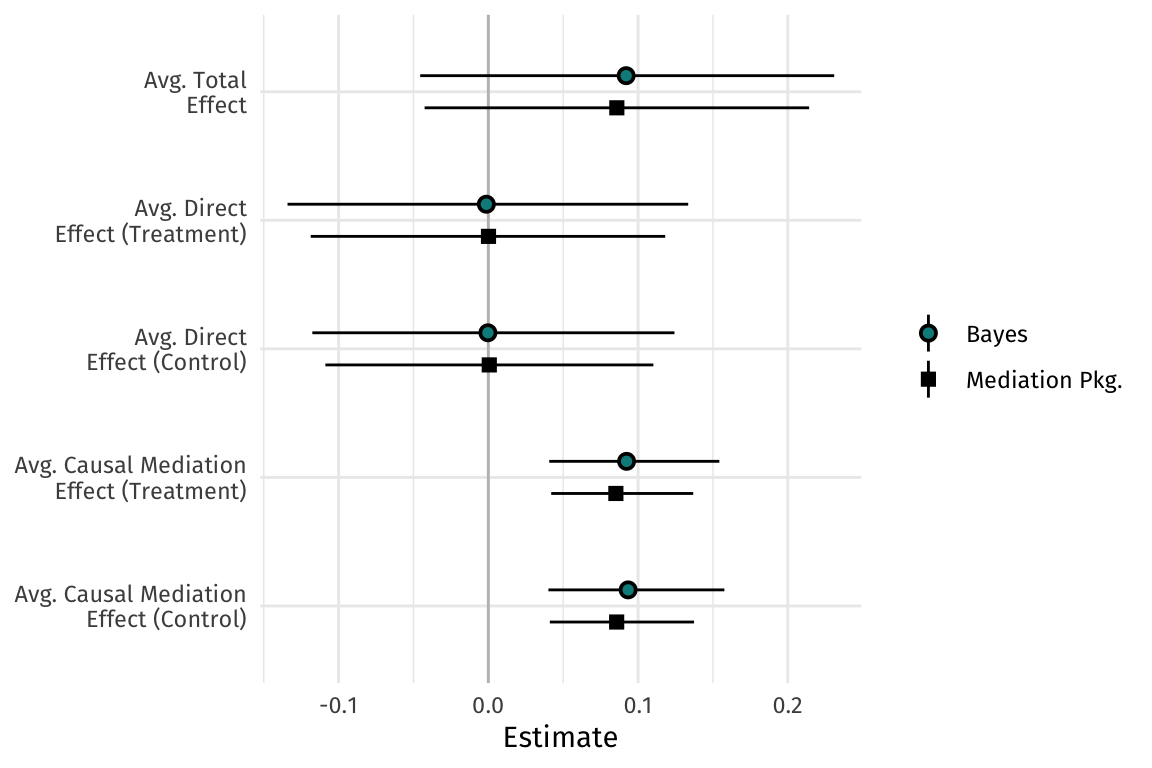 Avg. Total
Effect
Avg. Direct
Effect (Treatment)
Avg. Direct
Effect (Control)
Avg. Causal Mediation
Effect (Treatment)
Avg. Causal Mediation
Effect (Control)
-0.1 0.0 0.1 0.2
Estimate
Bayes
Mediation Pkg.